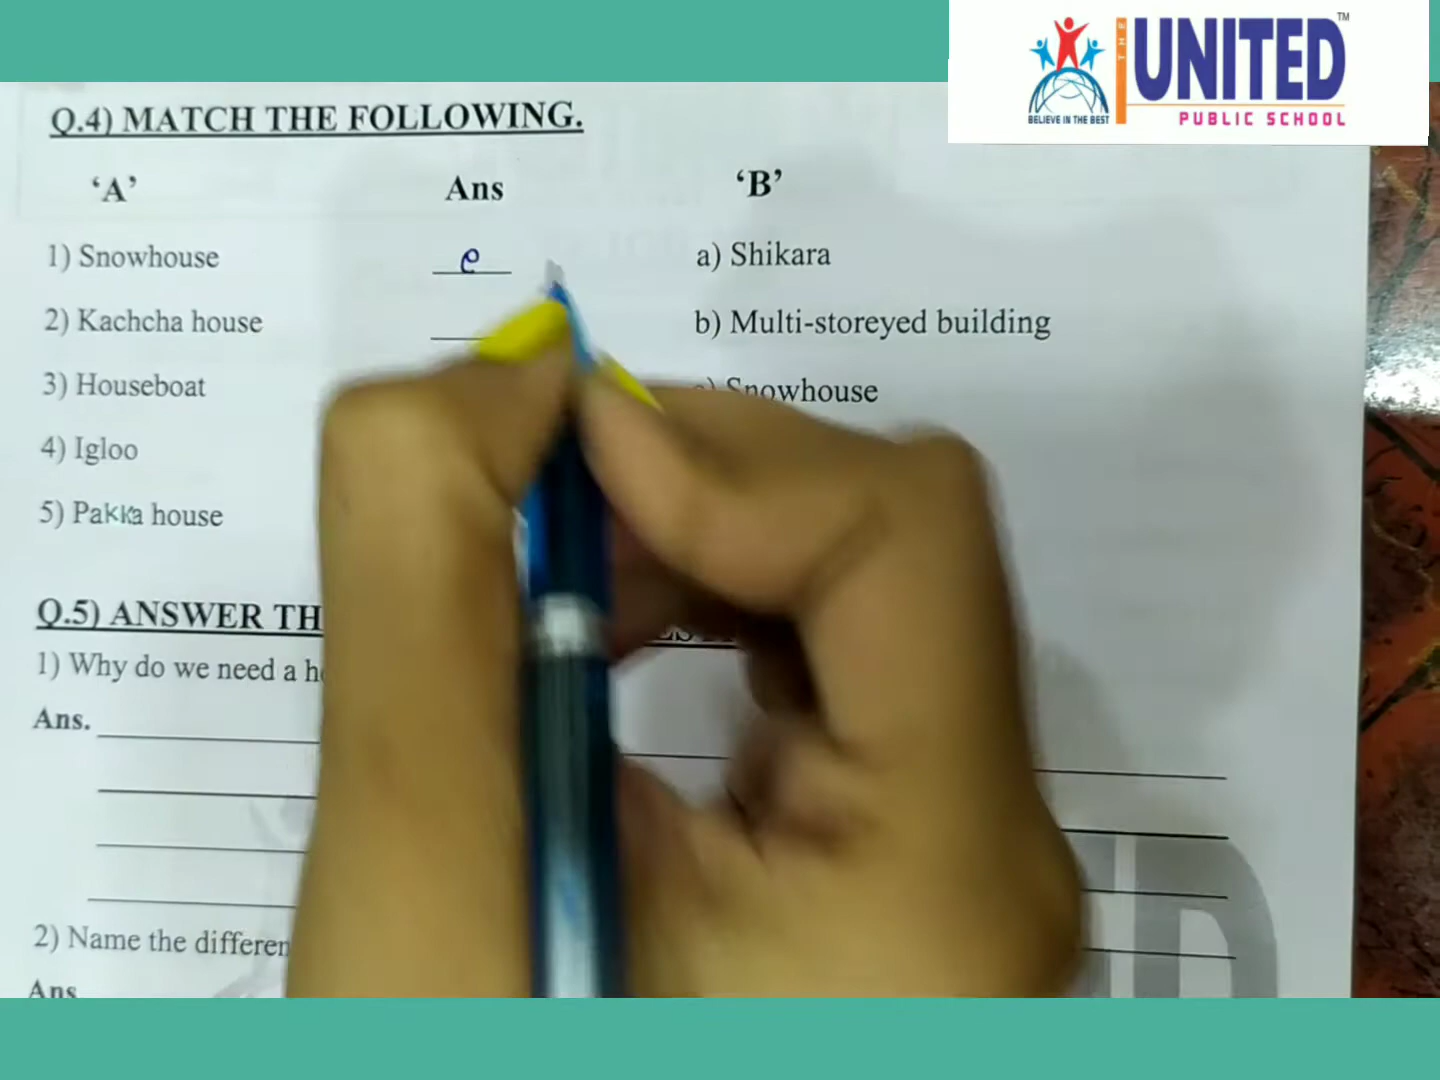 THE UNITED TM
PUBLIC SCHOOL
BELIEVE IN THE BEST
Q.4) MATCH THE FOLLOWING.
‘A’ Ans ‘B’
1) Snowhouse e a) Shikara
2) Kachcha house b) Multi-storeyed building
3) Houseboat Snowhouse
4) Igloo
5) Pakka house
Q.5) ANSWER
1) Why do we need a
Ans.
2) Name the
Ans